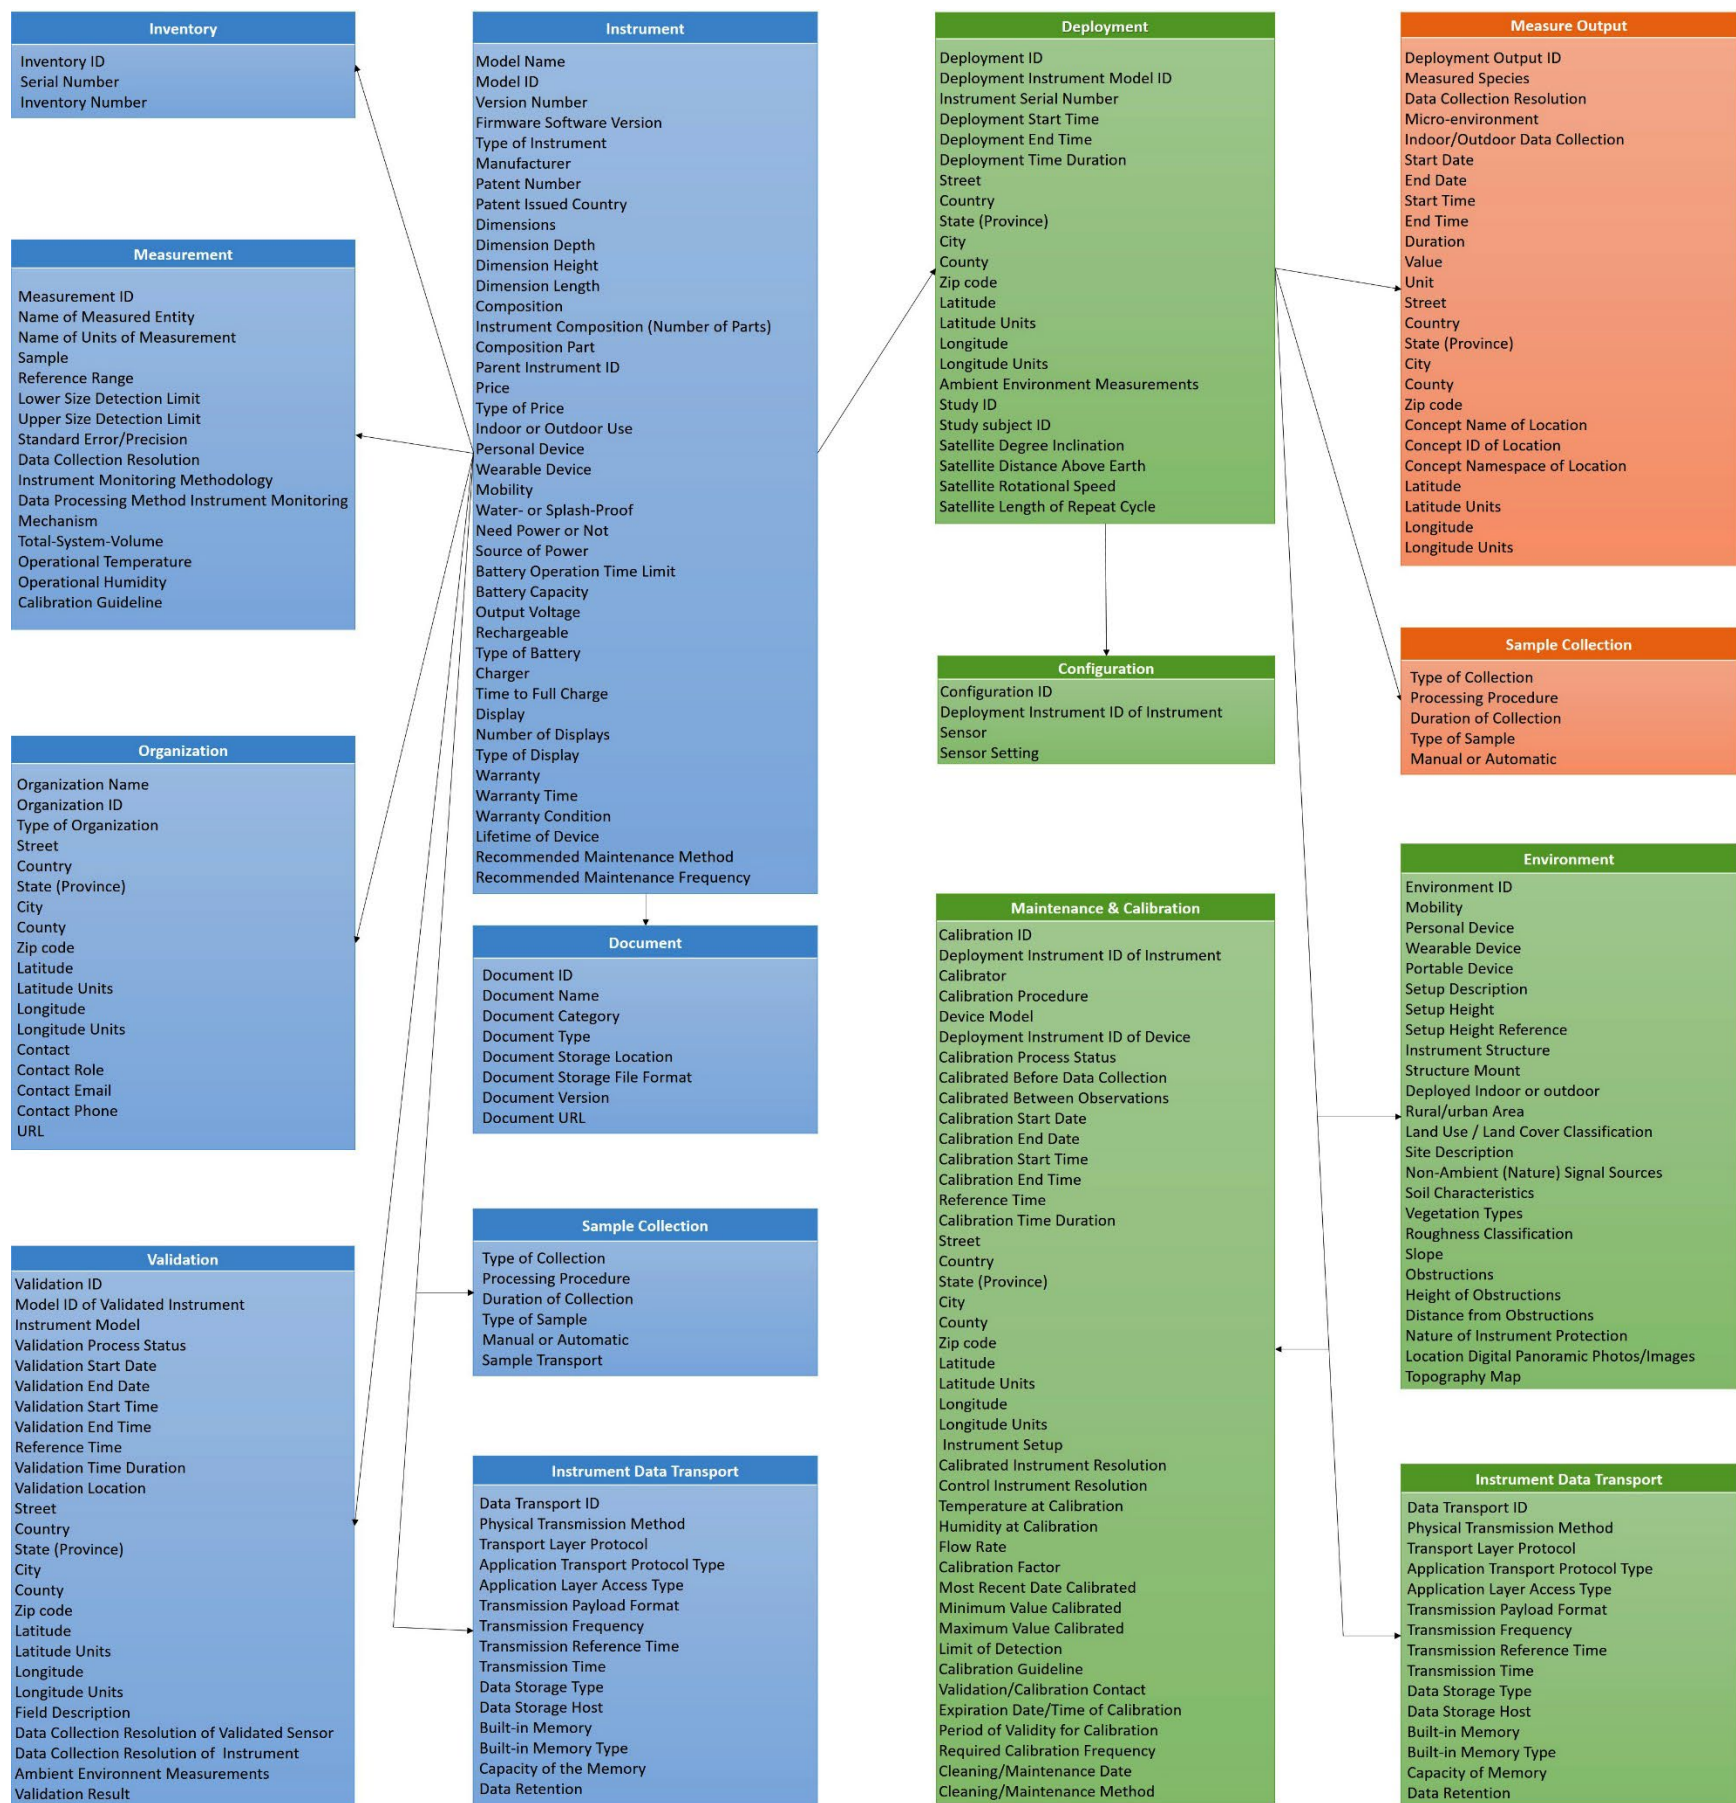 Inventory
Inventory ID
Serial Number
Inventory Number
Measurement
Measurement ID
Name of Measured Entity
Name of Units of Measurement
Sample
Reference Range
Lower Size Detection Limit
Upper Size Detection Limit
Standard Error/Precision
Data Collection Resolution
Instrument Monitoring Methodology
Data Processing Method Instrument Monitoring
Mechanism
Total-System-Volume
Operational Temperature
Operational Humidity
Calibration Guideline
Organization
Organization Name
Organization ID
Type of Organization
Street
Country
State (Province)
City
County
Zip code
Latitude
Latitude Units
Longitude
Longitude Units
Contact
Contact Role
Contact Email
Contact Phone
URL
Validation
Validation ID
Model ID of Validated Instrument
Instrument Model
Validation Process Status
Validation Start Date
Validation End Date
Validation Start Time
Validation End Time
Reference Time
Validation Time Duration
Validation Location
Street
Country
State (Province)
City
County
Zip code
Latitude
Latitude Units
Longitude
Longitude Units
Field Description
Data Collection Resolution of Validated Sensor
Data Collection Resolution of Instrument
Ambient Environnent Measurements
Validation Result
Instrument
Model Name
Model ID
Version Number
Firmware Software Version
Type of Instrument
Manufacturer
Patent Number
Patent Issued Country
Dimensions
Dimension Depth
Dimension Height
Dimension Length
Composition
Instrument Composition (Number of Parts)
Composition Part
Parent Instrument ID
Price
Type of Price
Indoor or Outdoor Use
Personal Device
Wearable Device
Mobility
Water- or Splash-Proof
Need Power or Not
Source of Power
Battery Operation Time Limit
Battery Capacity
Output Voltage
Rechargeable
Type of Battery
Charger
Time to Full Charge
Display
Number of Displays
Type of Display
Warranty
Warranty Time
Warranty Condition
Lifetime of Device
Recommended Maintenance Method
Recommended Maintenance Frequency
Document
Document ID
Document Name
Document Category
Document Type
Document Storage Location
Document Storage File Format
Document Version
Document URL
Sample Collection
Type of Collection
Processing Procedure
Duration of Collection
Type of Sample
Manual or Automatic
Sample Transport
Instrument Data Transport
Data Transport ID
Physical Transmission Method
Transport Layer Protocol
Application Transport Protocol Type
Application Layer Access Type
Transmission Payload Format
Transmission Frequency
Transmission Reference Time
Transmission Time
Data Storage Type
Data Storage Host
Built-in Memory
Built-in Memory Type
Capacity of the Memory
Data Retention
Deployment
Deployment ID
Deployment Instrument Model ID
Instrument Serial Number
Deployment Start Time
Deployment End Time
Deployment Time Duration
Street
Country
State (Province)
City
County
Zip code
Latitude
Latitude Units
Longitude
Longitude Units
Ambient Environment Measurements
Study ID
Study subject ID
Satellite Degree Inclination
Satellite Distance Above Earth
Satellite Rotational Speed
Satellite Length of Repeat Cycle
Configuration
Configuration ID
Deployment Instrument ID of Instrument
Sensor
Sensor Setting
Maintenance & Calibration
Calibration ID
Deployment Instrument ID of Instrument
Calibrator
Calibration Procedure
Device Model
Deployment Instrument ID of Device
Calibration Process Status
Calibrated Before Data Collection
Calibrated Between Observations
Calibration Start Date
Calibration End Date
Calibration Start Time
Calibration End Time
Reference Time
Calibration Time Duration
Street
Country
State (Province)
City
County
Zip code
Latitude
Latitude Units
Longitude
Longitude Units
Instrument Setup
Calibrated Instrument Resolution
Control Instrument Resolution
Temperature at Calibration
Humidity at Calibration
Flow Rate
Calibration Factor
Most Recent Date Calibrated
Minimum Value Calibrated
Maximum Value Calibrated
Limit of Detection
Calibration Guideline
Validation/Calibration Contact
Expiration Date/Time of Calibration
Period of Validity for Calibration
Required Calibration Frequency
Cleaning/Maintenance Date
Cleaning/Maintenance Method
Measure Output
Deployment Output ID
Measured Species
Data Collection Resolution
Micro-environment
Indoor/Outdoor Data Collection
Start Date
End Date
Start Time
End Time
Duration
Value
Unit
Street
Country
State (Province)
City
County
Zip code
Concept Name of Location
Concept ID of Location
Concept Namespace of Location
Latitude
Latitude Units
Longitude
Longitude Units
Sample Collection
Type of Collection
Processing Procedure
Duration of Collection
Type of Sample
Manual or Automatic
Environment
Environment ID
Mobility
Personal Device
Wearable Device
Portable Device
Setup Description
Setup Height
Setup Height Reference
Instrument Structure
Structure Mount
Deployed Indoor or outdoor
Rural/urban Area
Land Use / Land Cover Classification
Site Description
Non-Ambient (Nature) Signal Sources
Soil Characteristics
Vegetation Types
Roughness Classification
Slope
Obstructions
Height of Obstructions
Distance from Obstructions
Nature of Instrument Protection
Location Digital Panoramic Photos/Images
Topography Map
Instrument Data Transport
Data Transport ID
Physical Transmission Method
Transport Layer Protocol
Application Transport Protocol Type
Application Layer Access Type
Transmission Payload Format
Transmission Frequency
Transmission Reference Time
Transmission Time
Data Storage Type
Data Storage Host
Built-in Memory
Built-in Memory Type
Capacity of Memory
Data Retention